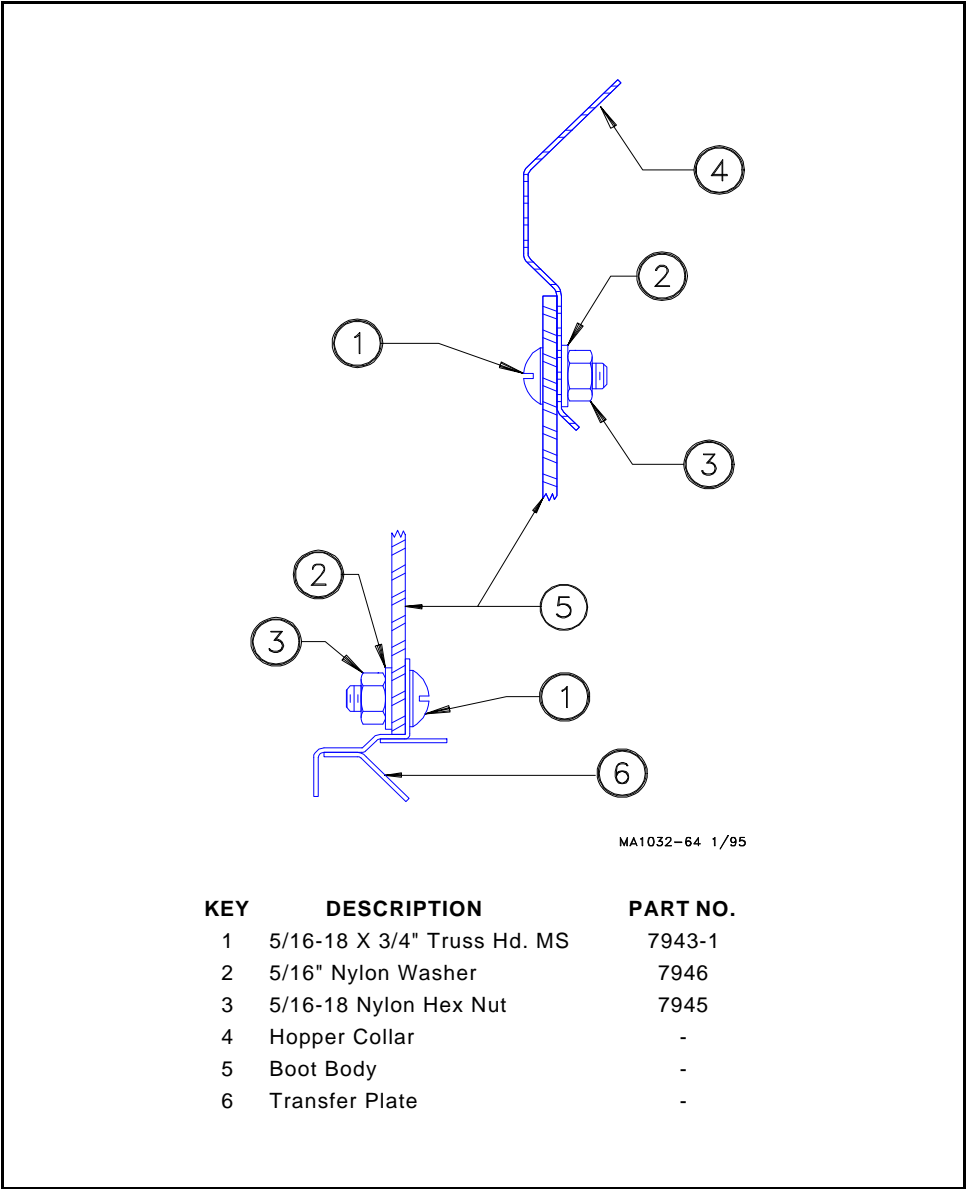 4
2
1
3
2
5
3
1
6
MA1032-64 1/95
KEY DESCRIPTION PART NO.
1 5/16-18 X 3/4" Truss Hd. MS 7943-1
2 5/16" Nylon Washer 7946
3 5/16-18 Nylon Hex Nut 7945
4 Hopper Collar -
5 Boot Body -
6 Transfer Plate -